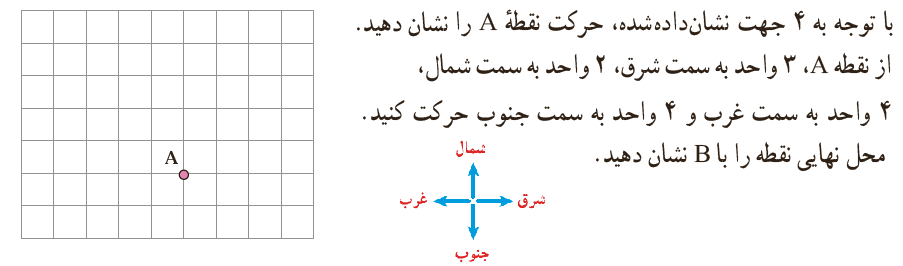 با توجه به ۴ جهت نشان‌داده‌شده، حرکت نقطهٔ A را نشان دهید.
از نقطه A، ۳ واحد به سمت شرق، ۲ واحد به سمت شمال،
۴ واحد به سمت غرب و ۴ واحد به سمت جنوب حرکت کنید.
محل نهایی نقطه را با B نشان دهید.
شمال
شرق
غرب
جنوب
A